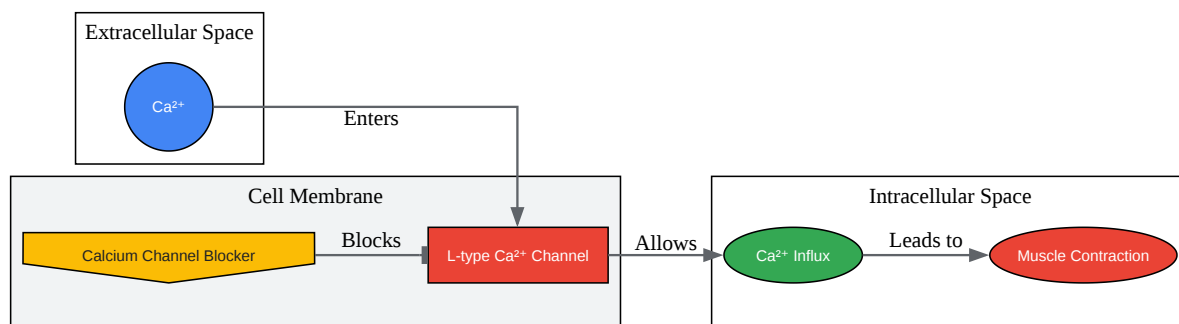 Extracellular Space
Ca²⁺
Enters
Cell Membrane
Calcium Channel Blocker
Blocks
L-type Ca²⁺ Channel
Allows
Intracellular Space
Ca²⁺ Influx
Leads to
Muscle Contraction